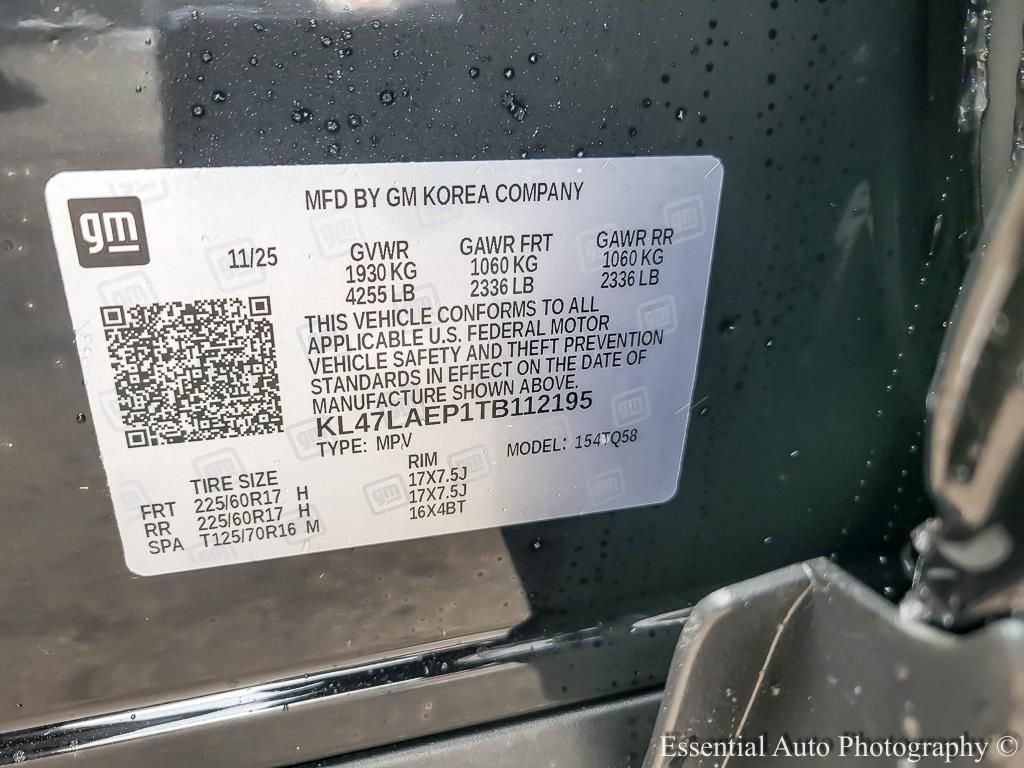 gm
MFD BY GM KOREA COMPANY
11/25
GVWR GAWR FRT GAWR RR
1930 KG 1060 KG 1060 KG
4255 LB 2336 LB 2336 LB
THIS VEHICLE CONFORMS TO ALL
APPLICABLE U.S. FEDERAL MOTOR
VEHICLE SAFETY AND THEFT PREVENTION
STANDARDS IN EFFECT ON THE DATE OF
MANUFACTURE SHOWN ABOVE.
KL47LAEP1TB112195
TYPE: MPV MODEL: 154TQ58
TIRE SIZE RIM
FRT 225/60R17 H 17X7.5J
RR 225/60R17 H 17X7.5J
SPA T125/70R16 M 16X4BT
Essential Auto Photography ©